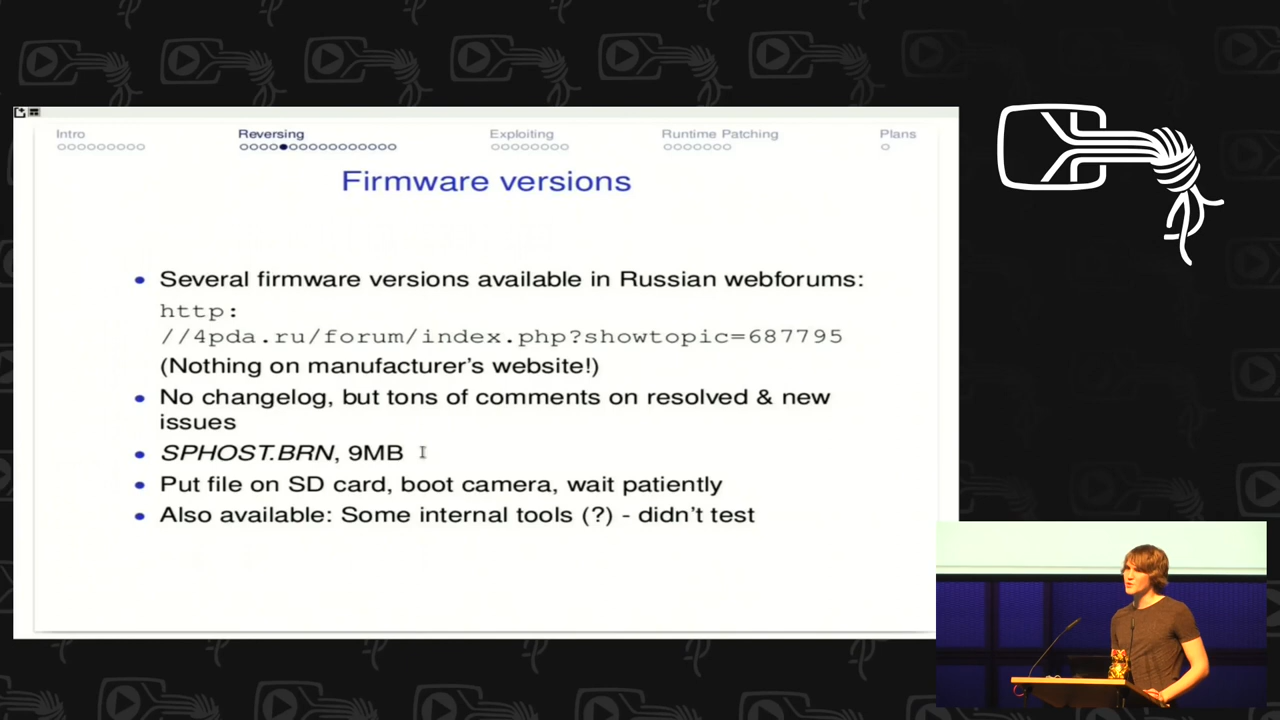 Intro
Reversing
Exploiting
Runtime Patching
Plans
Firmware versions
Several firmware versions available in Russian webforums:
http:
//4pda.ru/forum/index.php?showtopic=687795
(Nothing on manufacturer's website!)
No changelog, but tons of comments on resolved & new
issues
SPHOST.BRN, 9MB
Put file on SD card, boot camera, wait patiently
Also available: Some internal tools (?) - didn't test